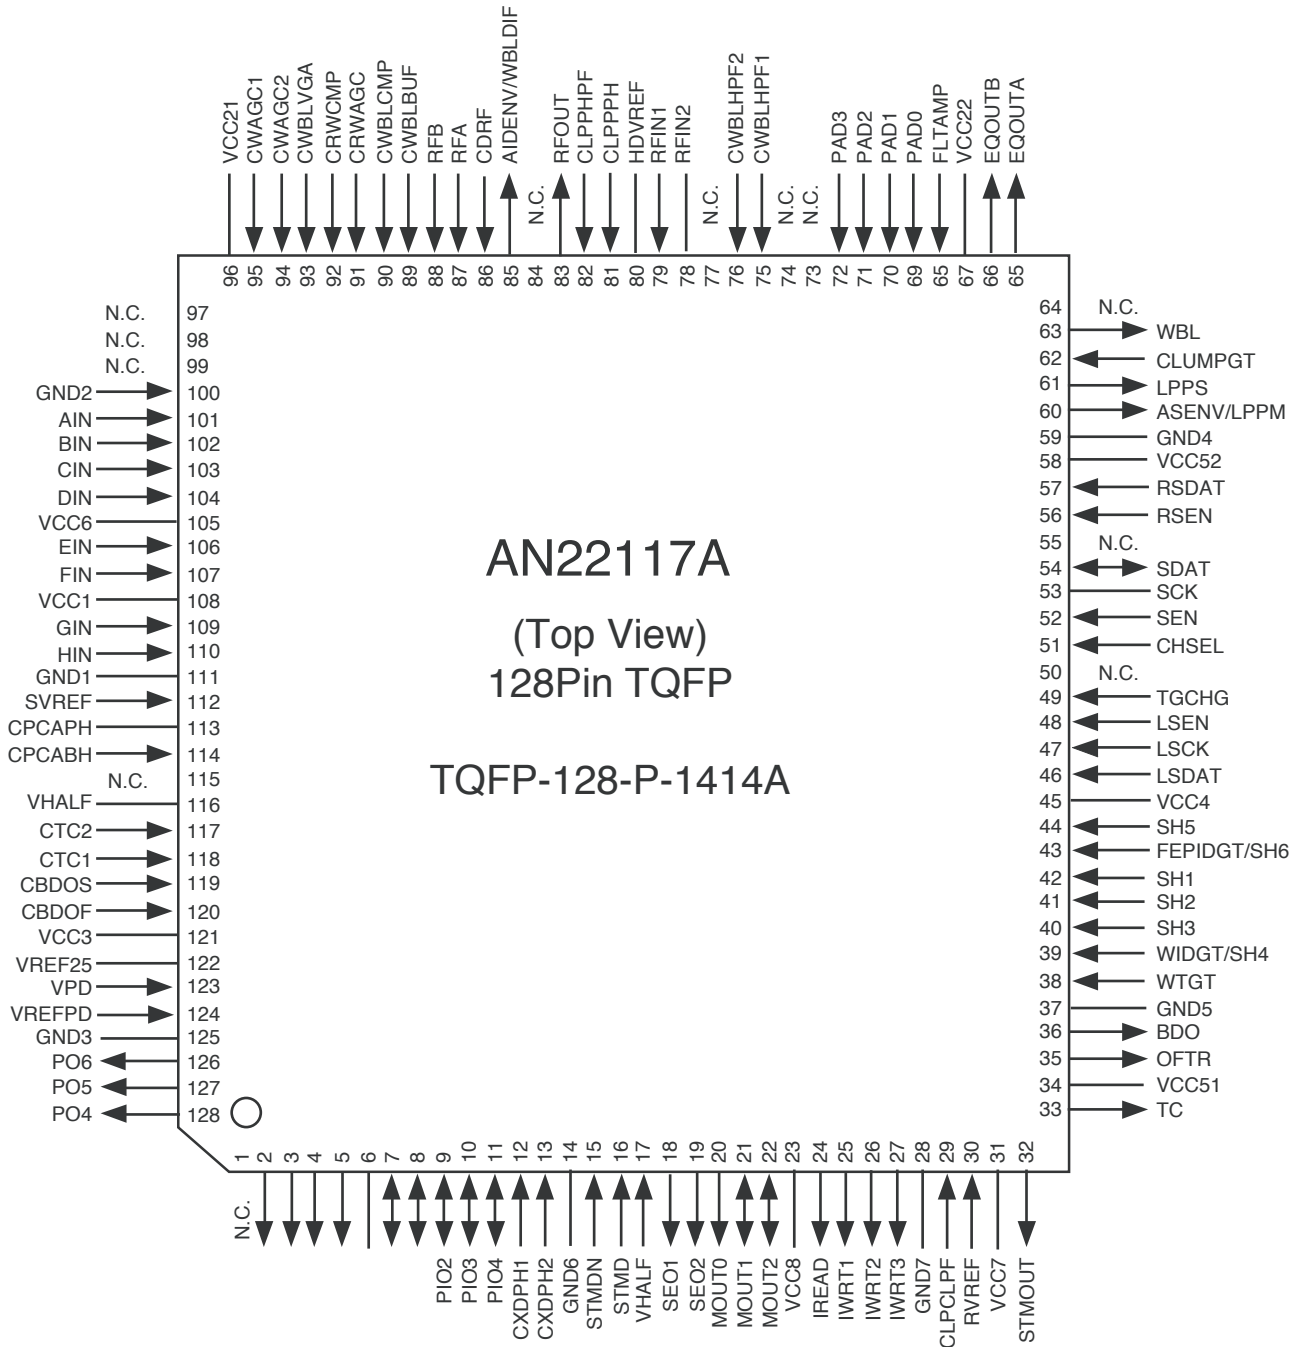 VCC21
CWAGC1
CWAGC2
CWBLVGA
CRWCMP
CRWAGC
CWBLCMP
CWBLBUF
RFB
RFA
CDRF
AIDENV/WBLDIF
N.C.
RFOUT
CLPPHPF
CLPPPH
HDVREF
RFIN1
RFIN2
N.C.
CWBLHPF2
CWBLHPF1
N.C.
N.C.
PAD3
PAD2
PAD1
PAD0
FLTAMP
VCC22
EQOUTB
EQOUTA
96 95 94 93 92 91 90 89 88 87 86 85 84 83 82 81 80 79 78 77 76 75 74 73 72 71 70 69 65 67 66 65
N.C. 97
N.C. 98
N.C. 99
GND2 100
AIN 101
BIN 102
CIN 103
DIN 104
VCC6 105
EIN 106
FIN 107
VCC1 108
GIN 109
HIN 110
GND1 111
SVREF 112
CPCAPH 113
CPCABH 114
N.C. 115
VHALF 116
CTC2 117
CTC1 118
CBDOS 119
CBDOF 120
VCC3 121
VREF25 122
VPD 123
VREFPD 124
GND3 125
PO6 126
PO5 127
PO4 128
AN22117A
(Top View)
128Pin TQFP
TQFP-128-P-1414A
64 N.C.
63 WBL
62 CLUMPGT
61 LPPS
60 ASENV/LPPM
59 GND4
58 VCC52
57 RSDAT
56 RSEN
55 N.C.
54 SDAT
53 SCK
52 SEN
51 CHSEL
50 N.C.
49 TGCHG
48 LSEN
47 LSCK
46 LSDAT
45 VCC4
44 SH5
43 FEPIDGT/SH6
42 SH1
41 SH2
40 SH3
39 WIDGT/SH4
38 WTGT
37 GND5
36 BDO
35 OFTR
34 VCC51
33 TC
1 2 3 4 5 6 7 8 9 10 11 12 13 14 15 16 17 18 19 20 21 22 23 24 25 26 27 28 29 30 31 32
N.C.
PIO2
PIO3
PIO4
CXDPH1
CXDPH2
GND6
STMDN
STMD
VHALF
SEO1
SEO2
MOUT0
MOUT1
MOUT2
VCC8
IREAD
IWRT1
IWRT2
IWRT3
GND7
CLPCLPF
RVREF
VCC7
STMOUT